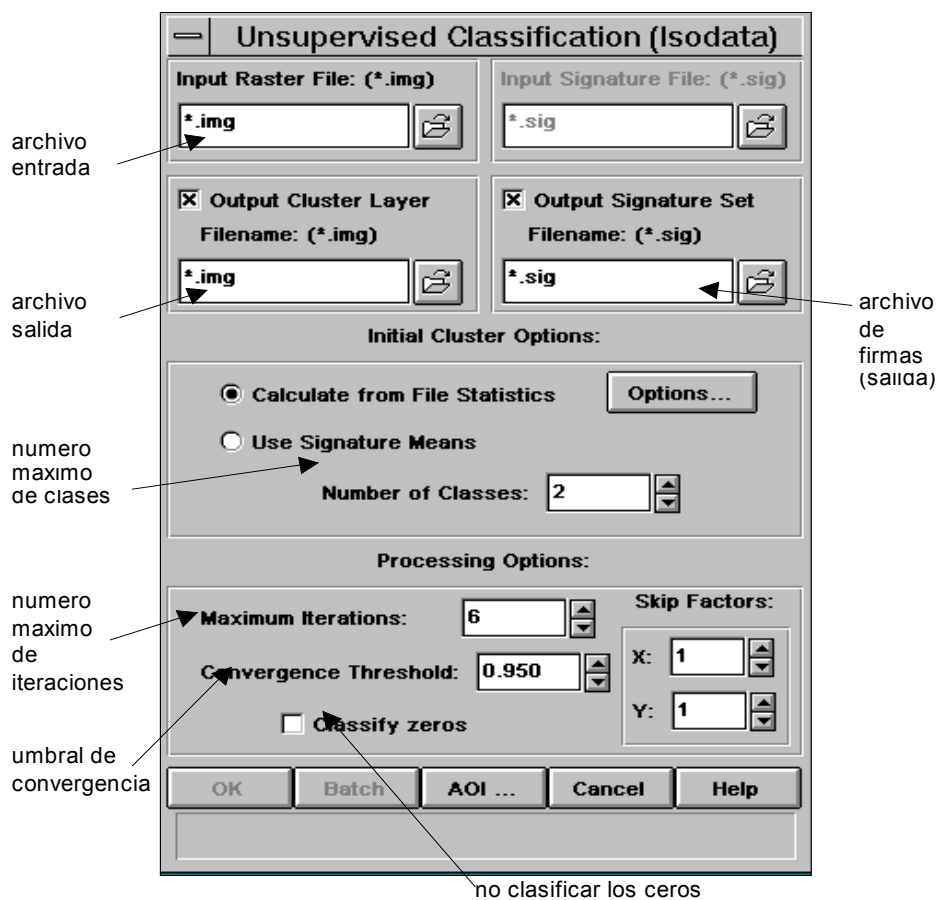 Unsupervised Classification (Isodata)
Input Raster File: (*.img)
Input Signature File: (*.sig)
*.img
*.sig
archivo
entrada
Output Cluster Layer
Filename: (*.img)
Output Signature Set
Filename: (*.sig)
*.img
*.sig
archivo
salida
archivo
de
firmas
(salida)
Initial Cluster Options:
Calculate from File Statistics
Options...
Use Signature Means
numero
maximo
de clases
Number of Classes: 2
Processing Options:
numero
maximo
de
iteraciones
Maximum Iterations: 6
Skip Factors:
Convergence Threshold: 0.950
X: 1
Classify zeros
Y: 1
umbral de
convergencia
OK
Batch
AOI ...
Cancel
Help
no clasificar los ceros